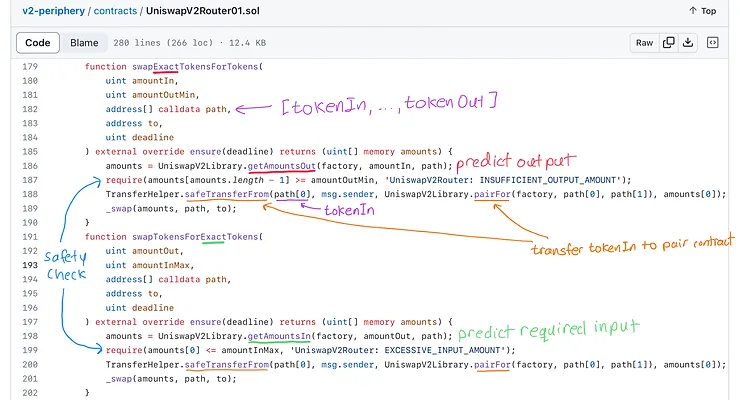 v2-periphery / contracts / UniswapV2Router01.sol
Top
Code Blame 280 lines (266 loc) · 12.4 KB
Raw
179 function swapExactTokensForTokens(
180 uint amountIn,
181 uint amountOutMin,
182 address[] calldata path, [tokenIn, ..., tokenOut]
183 address to,
184 uint deadline
185 ) external override ensure(deadline) returns (uint[] memory amounts) {
186 amounts = UniswapV2Library.getAmountsOut(factory, amountIn, path); predict output
187 require(amounts[amounts.length - 1] >= amountOutMin, 'UniswapV2Router: INSUFFICIENT_OUTPUT_AMOUNT');
188 TransferHelper.safeTransferFrom(path[0], msg.sender, UniswapV2Library.pairFor(factory, path[0], path[1]), amounts[0]);
189 _swap(amounts, path, to); tokenIn
190 }
191 function swapTokensForExactTokens(
192 uint amountOut,
transfer tokenIn to pair contract
safety check
193 uint amountInMax,
194 address[] calldata path,
195 address to,
196 uint deadline
197 ) external override ensure(deadline) returns (uint[] memory amounts) {
198 amounts = UniswapV2Library.getAmountsIn(factory, amountOut, path); predict required input
199 require(amounts[0] <= amountInMax, 'UniswapV2Router: EXCESSIVE_INPUT_AMOUNT');
200 TransferHelper.safeTransferFrom(path[0], msg.sender, UniswapV2Library.pairFor(factory, path[0], path[1]), amounts[0]);
201 _swap(amounts, path, to);
202 }